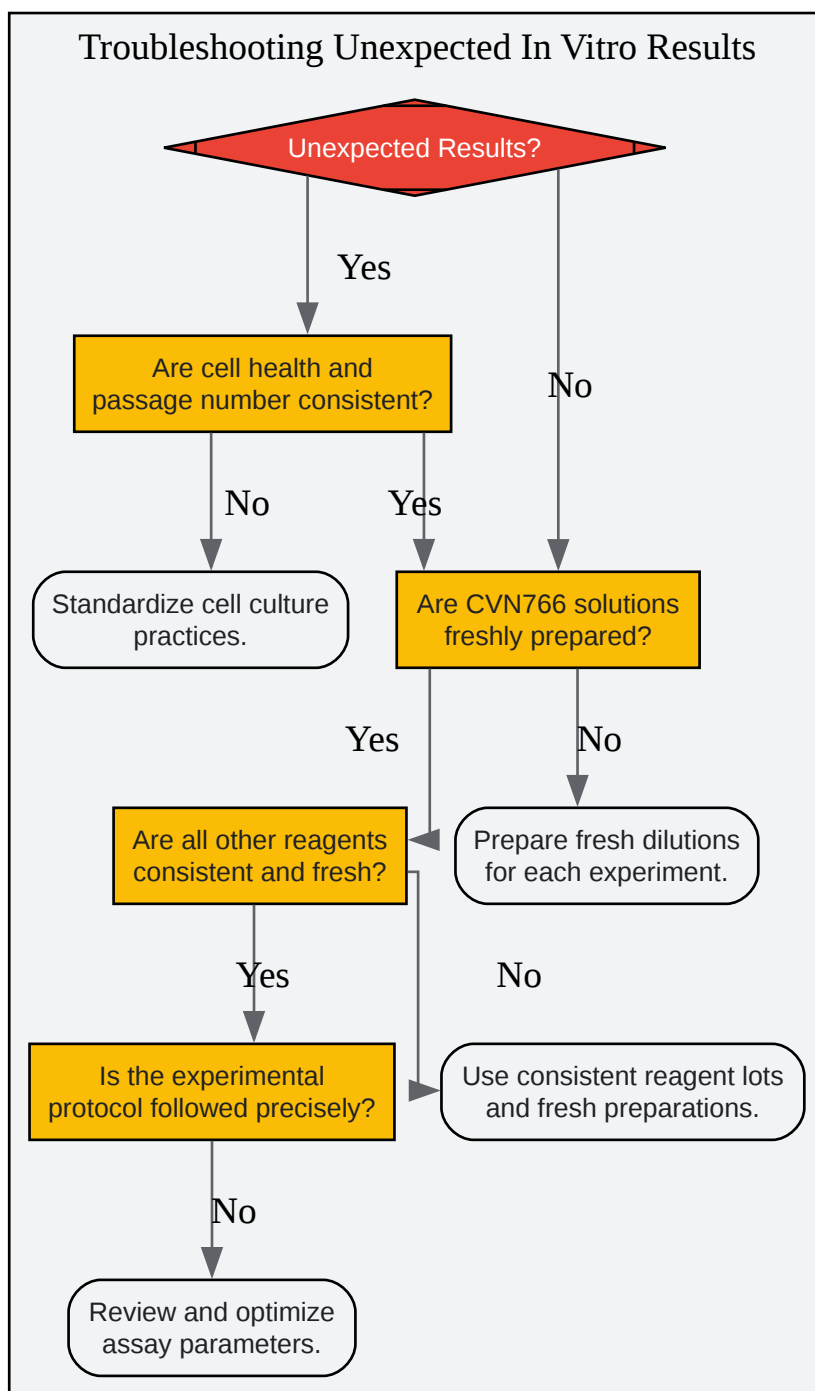 Troubleshooting Unexpected In Vitro Results
Unexpected Results?
Yes
Are cell health and
passage number consistent?
No
No
Yes
Standardize cell culture
practices.
Are CVN766 solutions
freshly prepared?
Yes
No
Are all other reagents
consistent and fresh?
Prepare fresh dilutions
for each experiment.
Yes
No
Is the experimental
protocol followed precisely?
Use consistent reagent lots
and fresh preparations.
No
Review and optimize
assay parameters.